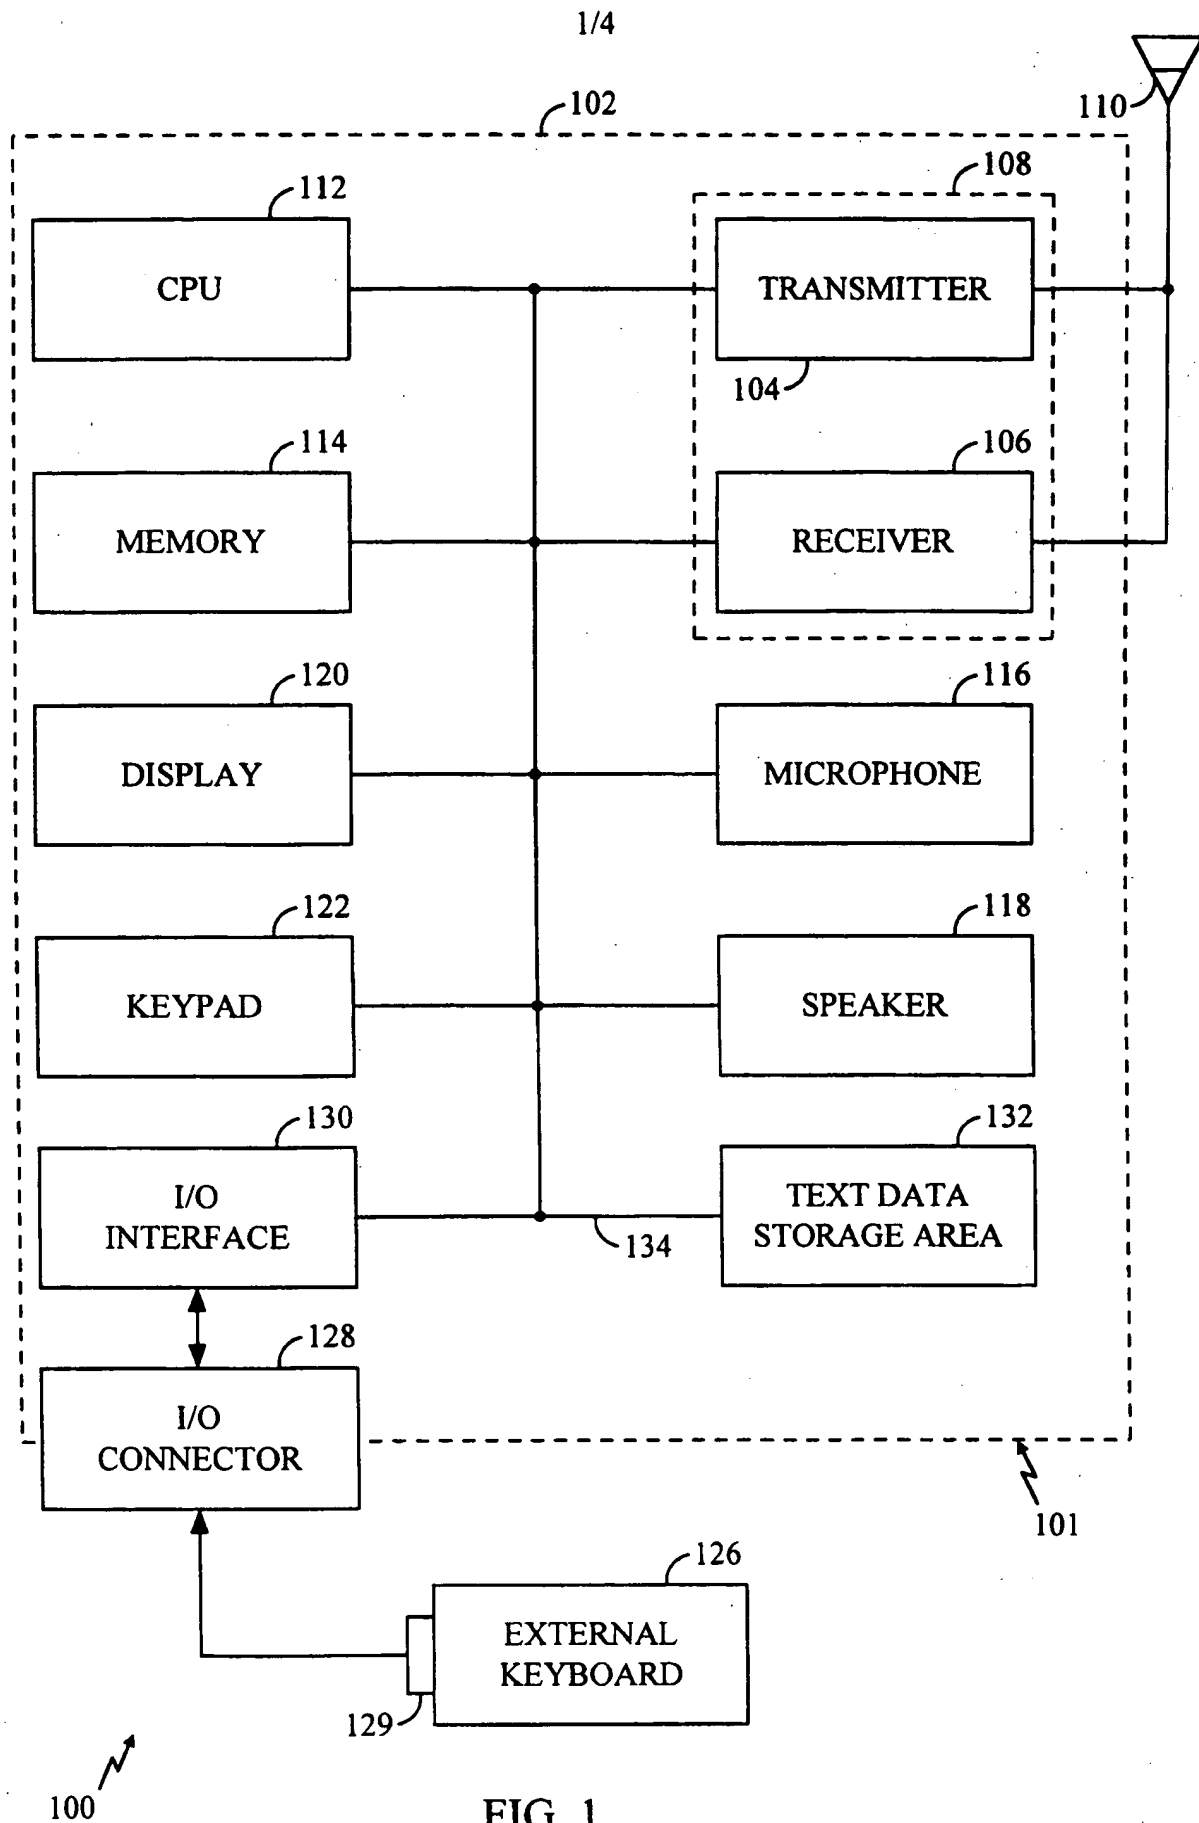 1/4
110
102
108
112
CPU
TRANSMITTER
104
114
MEMORY
106
RECEIVER
120
DISPLAY
116
MICROPHONE
122
KEYPAD
118
SPEAKER
130
I/O
INTERFACE
134
132
TEXT DATA
STORAGE AREA
128
I/O
CONNECTOR
101
126
EXTERNAL
KEYBOARD
129
100
FIG. 1